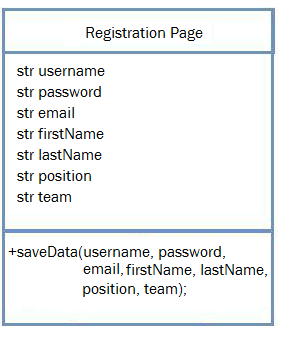 Registration Page
str username
str password
str email
str firstName
str lastName
str position
str team
+saveData(username, password,
email, firstName, lastName,
position, team);